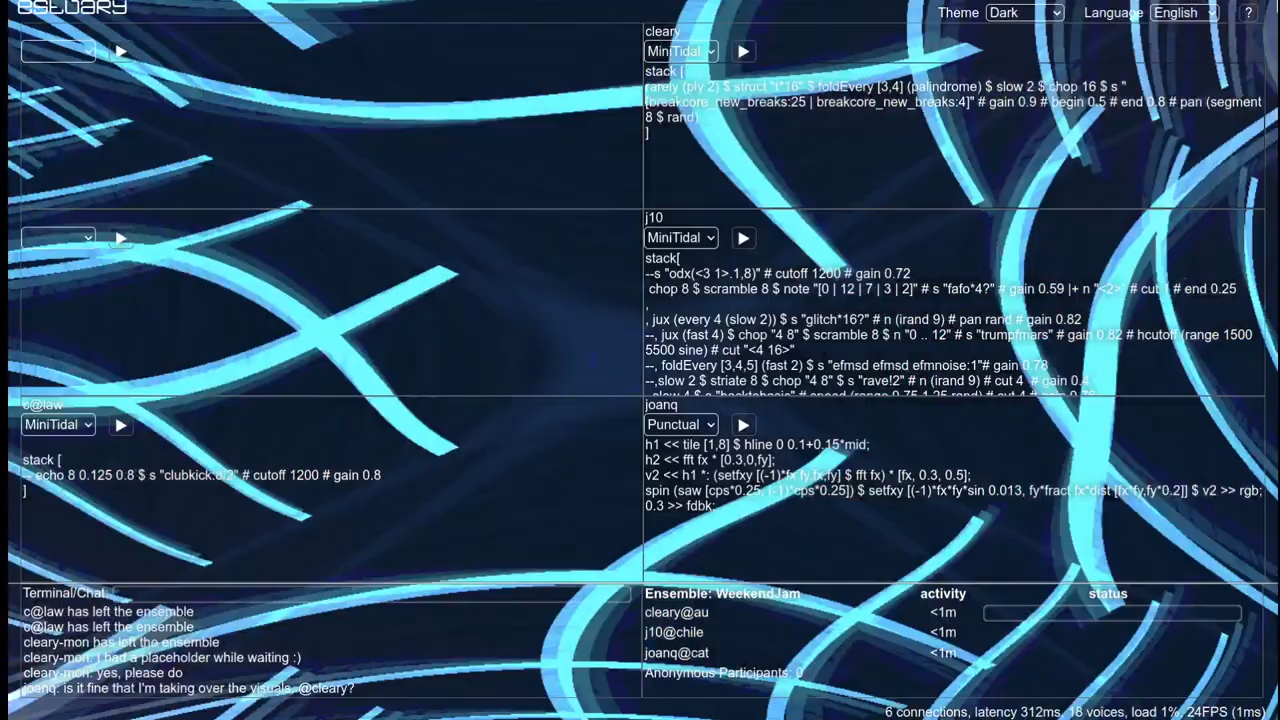 estuary
Theme Dark Language English ?
cleary
MiniTidal
stack [
rarely (ply 2) $ struct "t*16" $ foldEvery [3,4] (palindrome) $ slow 2 $ chop 16 $ s "
[breakcore_new_breaks:25 | breakcore_new_breaks:4]" # gain 0.9 # begin 0.5 # end 0.8 # pan (segment
8 $ rand)
]
j10
MiniTidal
stack[
--s "odx(<3 1>.1,8)" # cutoff 1200 # gain 0.72
chop 8 $ scramble 8 $ note "[0 | 12 | 7 | 3 | 2]" # s "fafo*4?" # gain 0.59 |+ n "<2>" # cut 1 # end 0.25
, jux (every 4 (slow 2)) $ s "glitch*16?" # n (irand 9) # pan rand # gain 0.82
--, jux (fast 4) $ chop "4 8" $ scramble 8 $ n "0 .. 12" # s "trumpfmars" # gain 0.82 # hcutoff (range 1500
5500 sine) # cut "<4 16>"
--, foldEvery [3,4,5] (fast 2) $ s "efmsd efmsd efmnoise:1"# gain 0.78
--,slow 2 $ striate 8 $ chop "4 8" $ s "rave!2" # n (irand 9) # cut 4 # gain 0.4
c@law
MiniTidal
stack [
-- echo 8 0.125 0.8 $ s "clubkick:d/2" # cutoff 1200 # gain 0.8
]
joanq
Punctual
h1 << tile [1,8] $ hline 0 0.1+0.15*mid;
h2 << fft fx * [0.3,0,fy];
v2 << h1 *: (setfxy [(-1)*fx*fy,fx,fy] $ fft fx) * [fx, 0.3, 0.5];
spin (saw [cps*0.25, (-1)*cps*0.25]) $ setfxy [(-1)*fx*fy*sin 0.013, fy*fract fx*dist [fx*fy,fy*0.2]] $ v2 >> rgb;
0.3 >> fdbk;
Terminal/Chat:
c@law has left the ensemble
c@law has left the ensemble
cleary-mon has left the ensemble
cleary-mon: I had a placeholder while waiting :)
cleary-mon: yes, please do
joanq: is it fine that I'm taking over the visuals, @cleary?
Ensemble: WeekendJam activity status
cleary@au <1m
j10@chile <1m
joanq@cat <1m
Anonymous Participants: 0
6 connections, latency 312ms, 18 voices, load 1%, 24FPS (1ms)